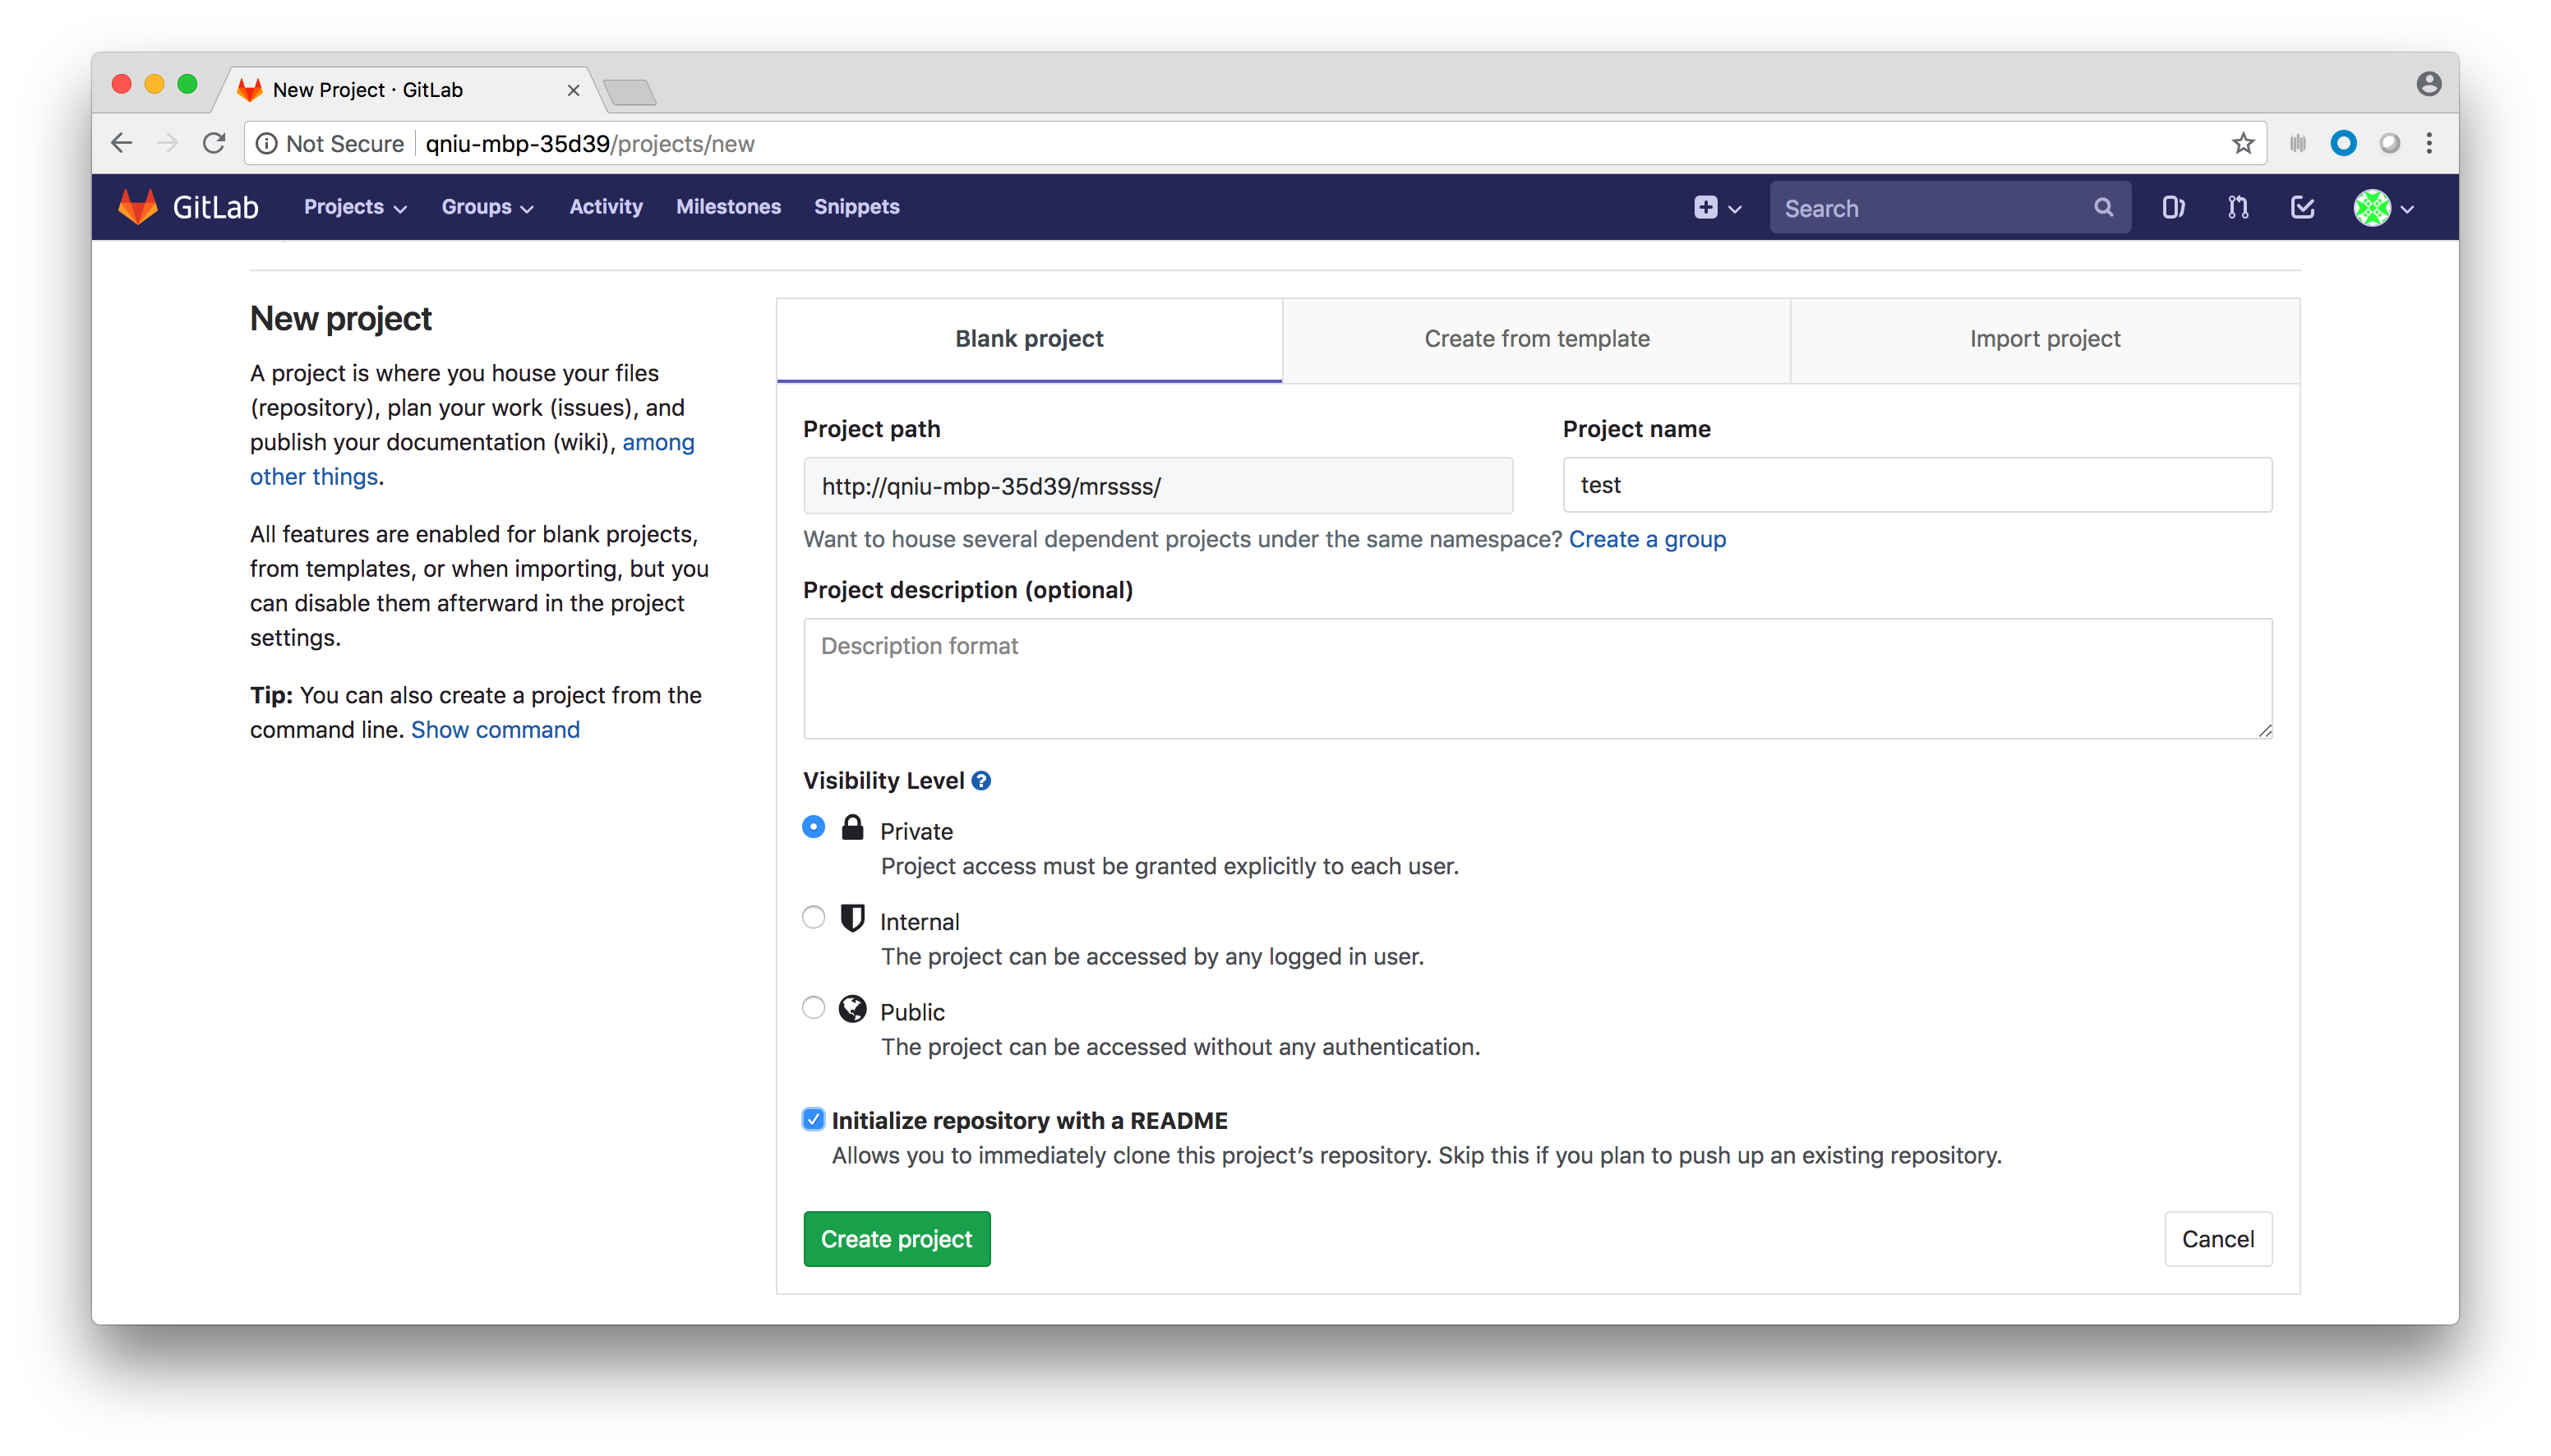 New Project · GitLab
Not Secure qniu-mbp-35d39/projects/new
GitLab Projects Groups Activity Milestones Snippets Search
New project
A project is where you house your files
(repository), plan your work (issues), and
publish your documentation (wiki), among
other things.
All features are enabled for blank projects,
from templates, or when importing, but you
can disable them afterward in the project
settings.
Tip: You can also create a project from the
command line. Show command
Blank project Create from template Import project
Project path Project name
http://qniu-mbp-35d39/mrssss/ test
Want to house several dependent projects under the same namespace? Create a group
Project description (optional)
Description format
Visibility Level
Private
Project access must be granted explicitly to each user.
Internal
The project can be accessed by any logged in user.
Public
The project can be accessed without any authentication.
Initialize repository with a README
Allows you to immediately clone this project’s repository. Skip this if you plan to push up an existing repository.
Create project Cancel